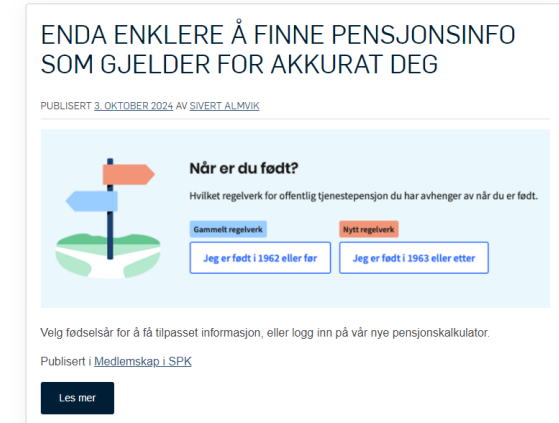 ENDA ENKLERE Å FINNE PENSJONSINFO
SOM GJELDER FOR AKKURAT DEG
PUBLISERT 3. OKTOBER 2024 AV SIVERT ALMVIK
Når er du født?
Hvilket regelverk for offentlig tjenestepensjon du har avhenger av når du er født.
Gammelt regelverk
Nytt regelverk
Jeg er født i 1962 eller før
Jeg er født i 1963 eller etter
Velg fødselsår for å få tilpasset informasjon, eller logg inn på vår nye pensjonskalkulator.
Publisert i Medlemskap i SPK
Les mer